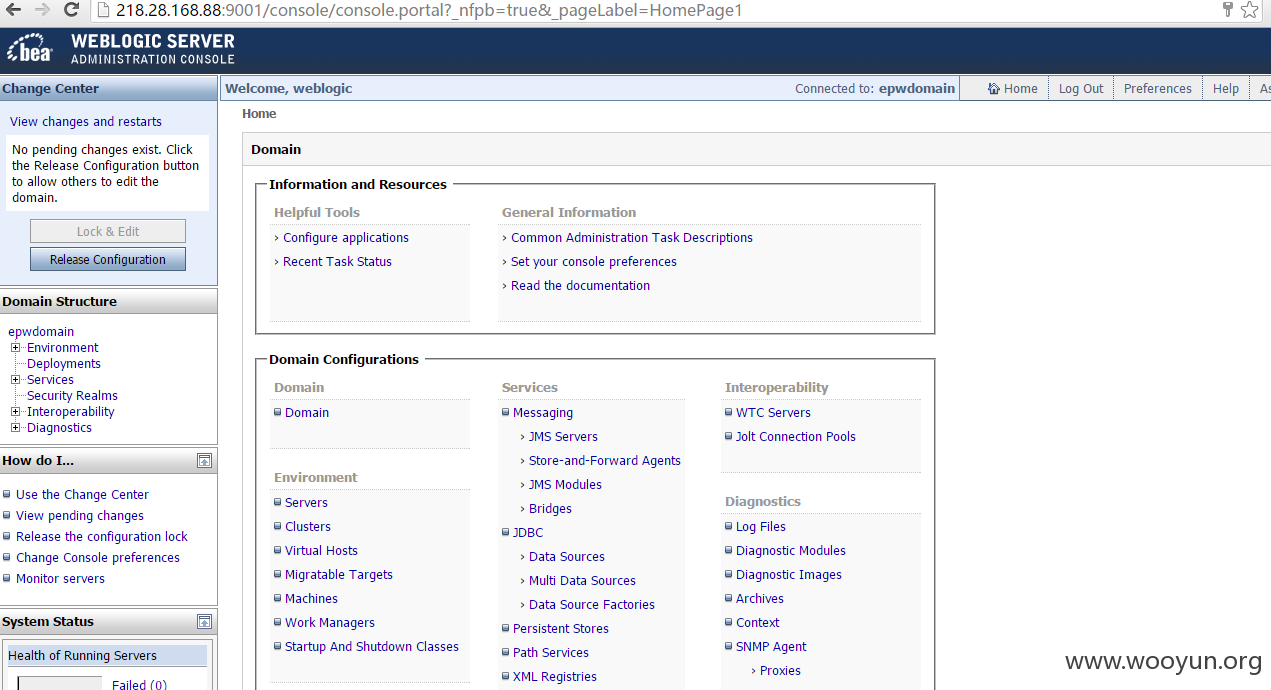 218.28.168.88:9001/console/console.portal?_nfpb=true&_pageLabel=HomePage1
bea
WEBLOGIC SERVER
ADMINISTRATION CONSOLE
Change Center
View changes and restarts
No pending changes exist. Click
the Release Configuration button
to allow others to edit the
domain.
Lock & Edit
Release Configuration
Domain Structure
epwdomain
Environment
Deployments
Services
Security Realms
Interoperability
Diagnostics
How do I...
Use the Change Center
View pending changes
Release the configuration lock
Change Console preferences
Monitor servers
System Status
Health of Running Servers
Failed (0)
Welcome, weblogic
Connected to: epwdomain
Home
Log Out
Preferences
Help
As
Home
Domain
Information and Resources
Helpful Tools
› Configure applications
› Recent Task Status
General Information
› Common Administration Task Descriptions
› Set your console preferences
› Read the documentation
Domain Configurations
Domain
Domain
Environment
Servers
Clusters
Virtual Hosts
Migratable Targets
Machines
Work Managers
Startup And Shutdown Classes
Services
Messaging
› JMS Servers
› Store-and-Forward Agents
› JMS Modules
› Bridges
JDBC
› Data Sources
› Multi Data Sources
› Data Source Factories
Persistent Stores
Path Services
XML Registries
Interoperability
WTC Servers
Jolt Connection Pools
Diagnostics
Log Files
Diagnostic Modules
Diagnostic Images
Archives
Context
SNMP Agent
› Proxies
www.wooyun.org